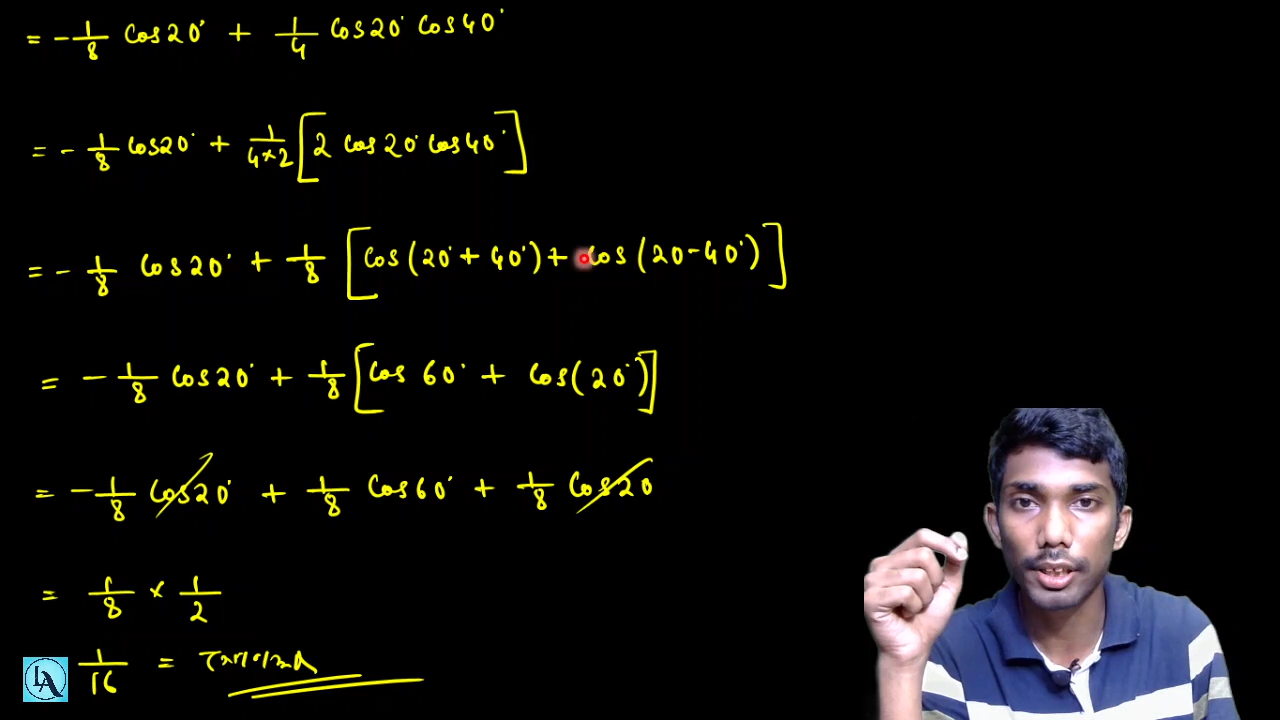 = - 1/8 cos20° + 1/4 cos20° cos40°
= - 1/8 cos20° + 1/4×2 [2 cos20° cos40°]
= - 1/8 cos20° + 1/8 [cos(20° + 40°) + cos(20-40°)]
= - 1/8 cos20° + 1/8 [cos 60° + cos(20°)]
= - 1/8 cos20° + 1/8 cos60° + 1/8 cos20
= 1/8 × 1/2
1/16 =
LA